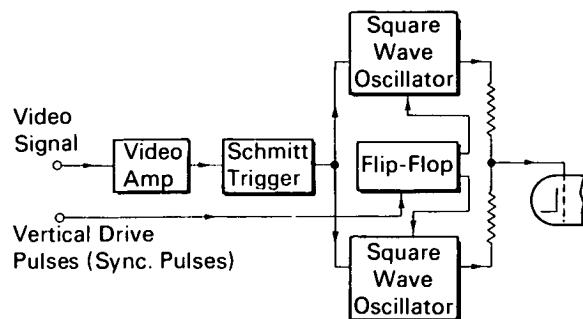 Square
Wave
Oscillator
Video
Signal
Video
Amp
Schmitt
Trigger
Flip-Flop
Vertical Drive
Pulses (Sync. Pulses)
Square
Wave
Oscillator